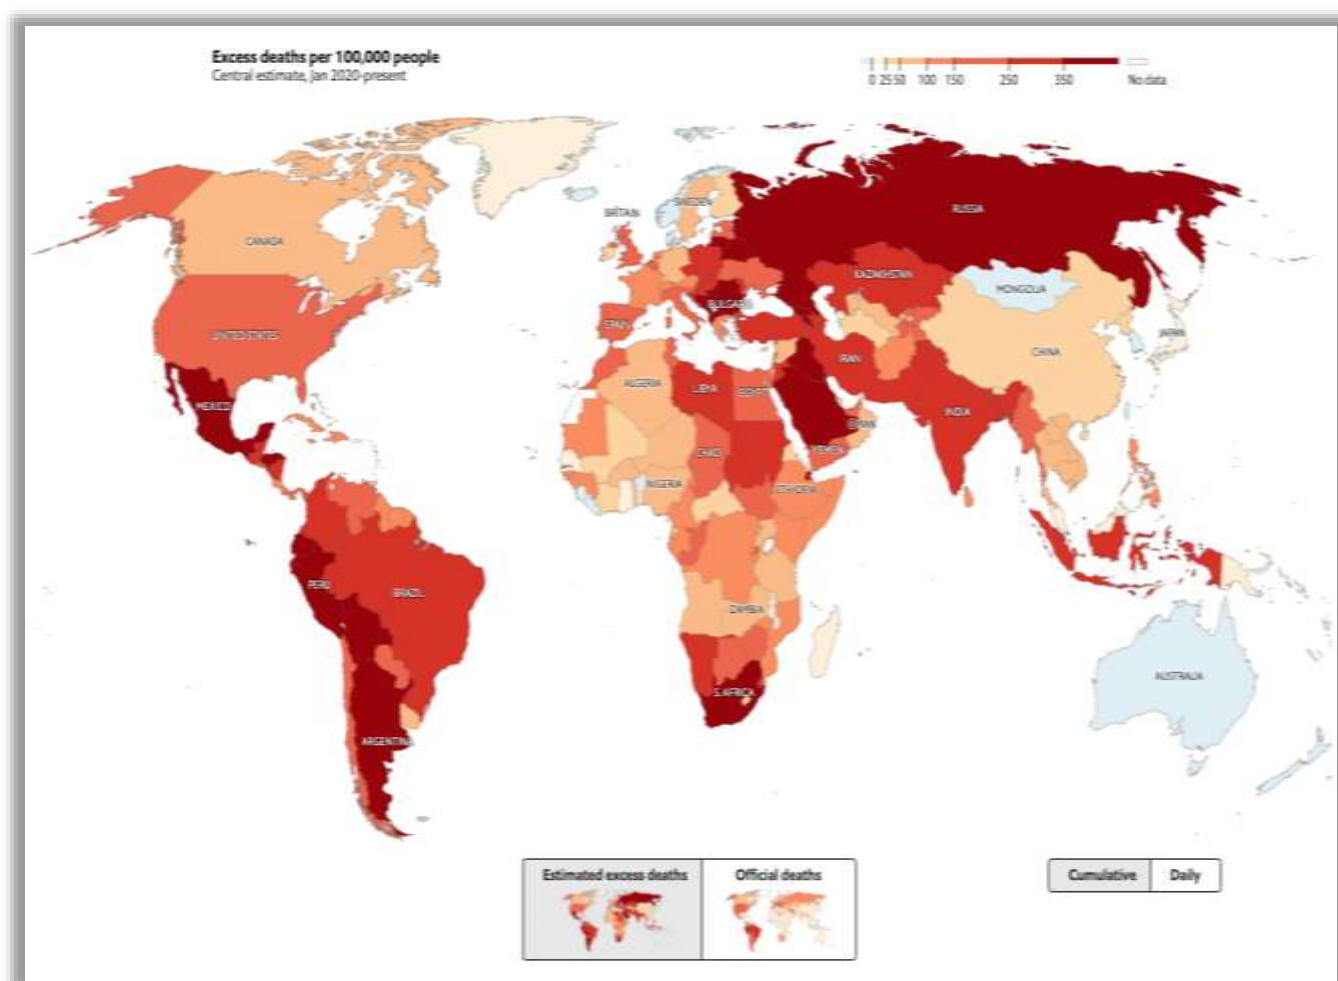 Excess deaths per 100,000 people
Central estimate, Jan 2020-present
0 25 50 100 150 250 350 No data
CANADA
UNITED STATES
MEXICO
PERU
BRAZIL
ARGENTINA
BRITAIN
SWEDEN
RUSSIA
SPAIN
BULGARIA
KAZAKHSTAN
MONGOLIA
CHINA
JAPAN
ALGERIA
LIBYA
EGYPT
IRAN
INDIA
OMAN
YEMEN
CHAD
NIGERIA
ETHIOPIA
ZAMBIA
S.AFRICA
AUSTRALIA
Estimated excess deaths
Official deaths
Cumulative
Daily